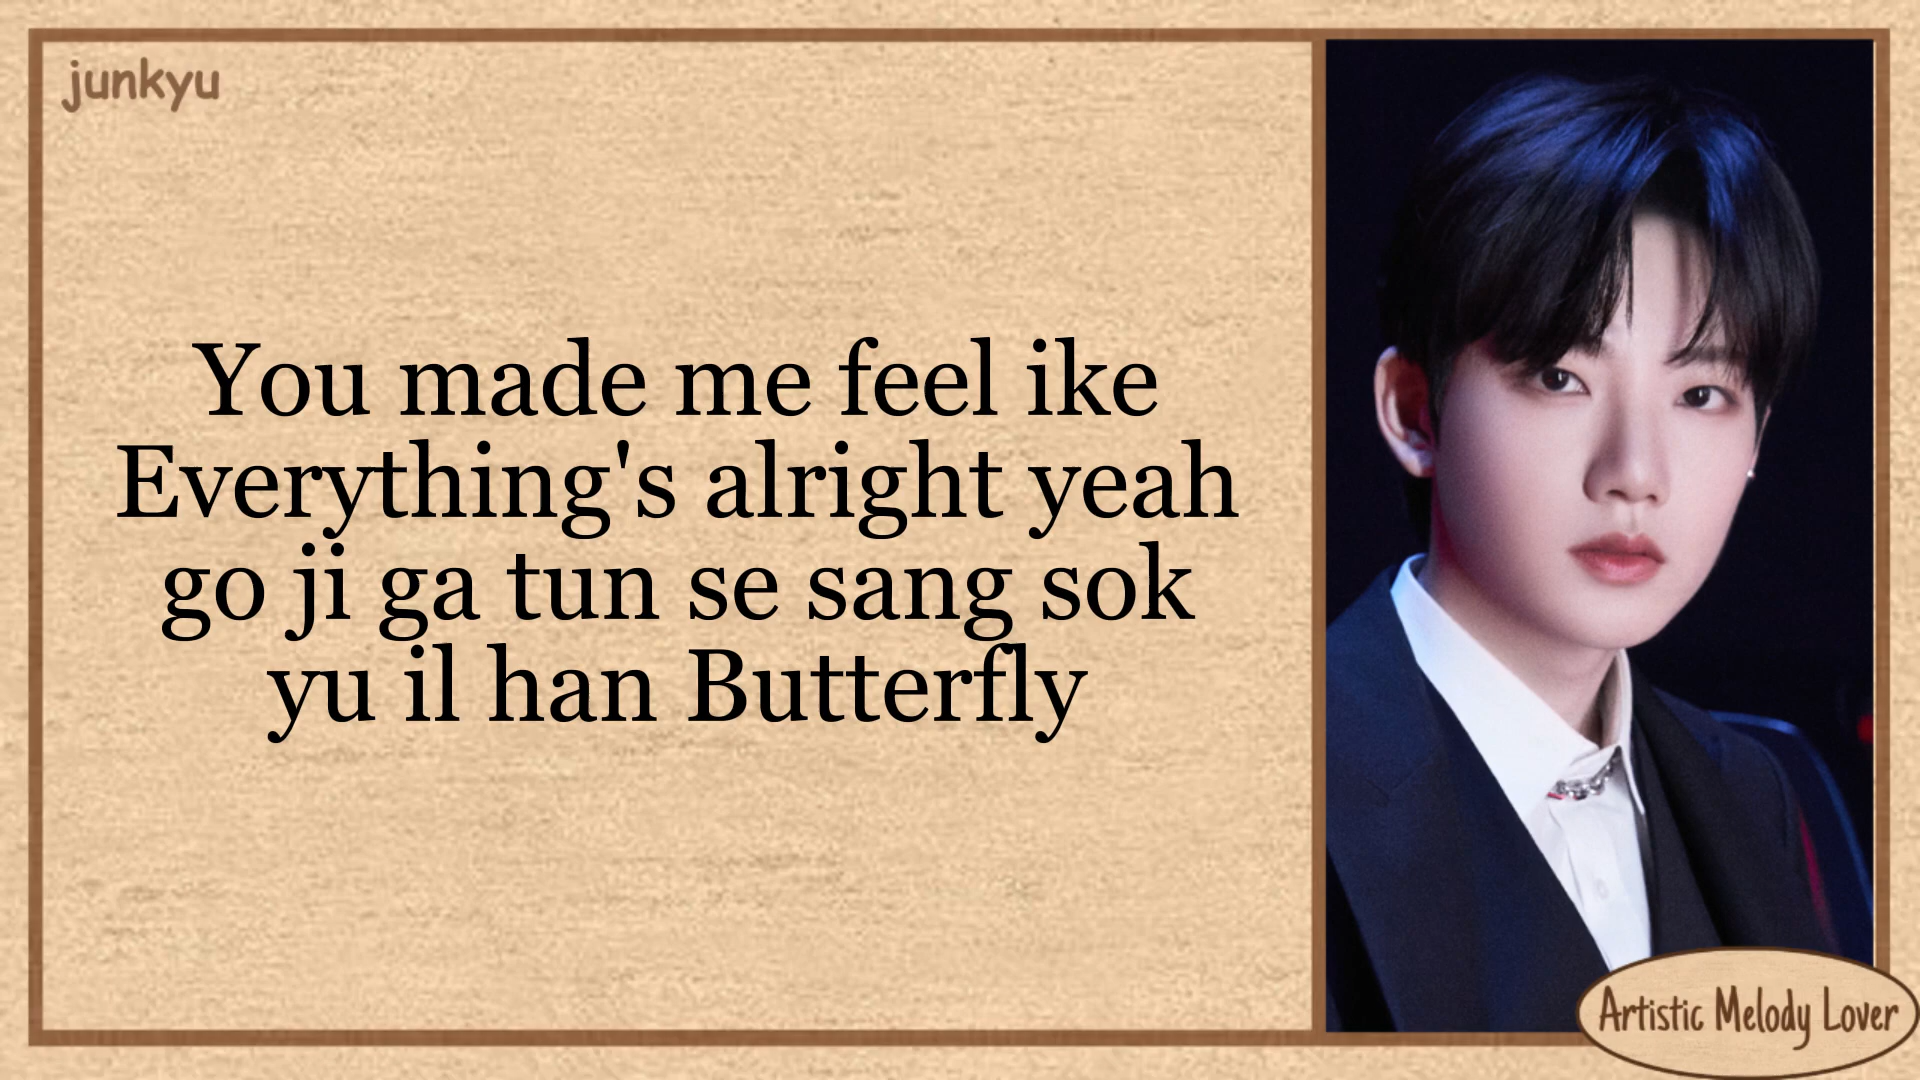 junkyu
You made me feel ike
Everything's alright yeah
go ji ga tun se sang sok
yu il han Butterfly
Artistic Melody Lover